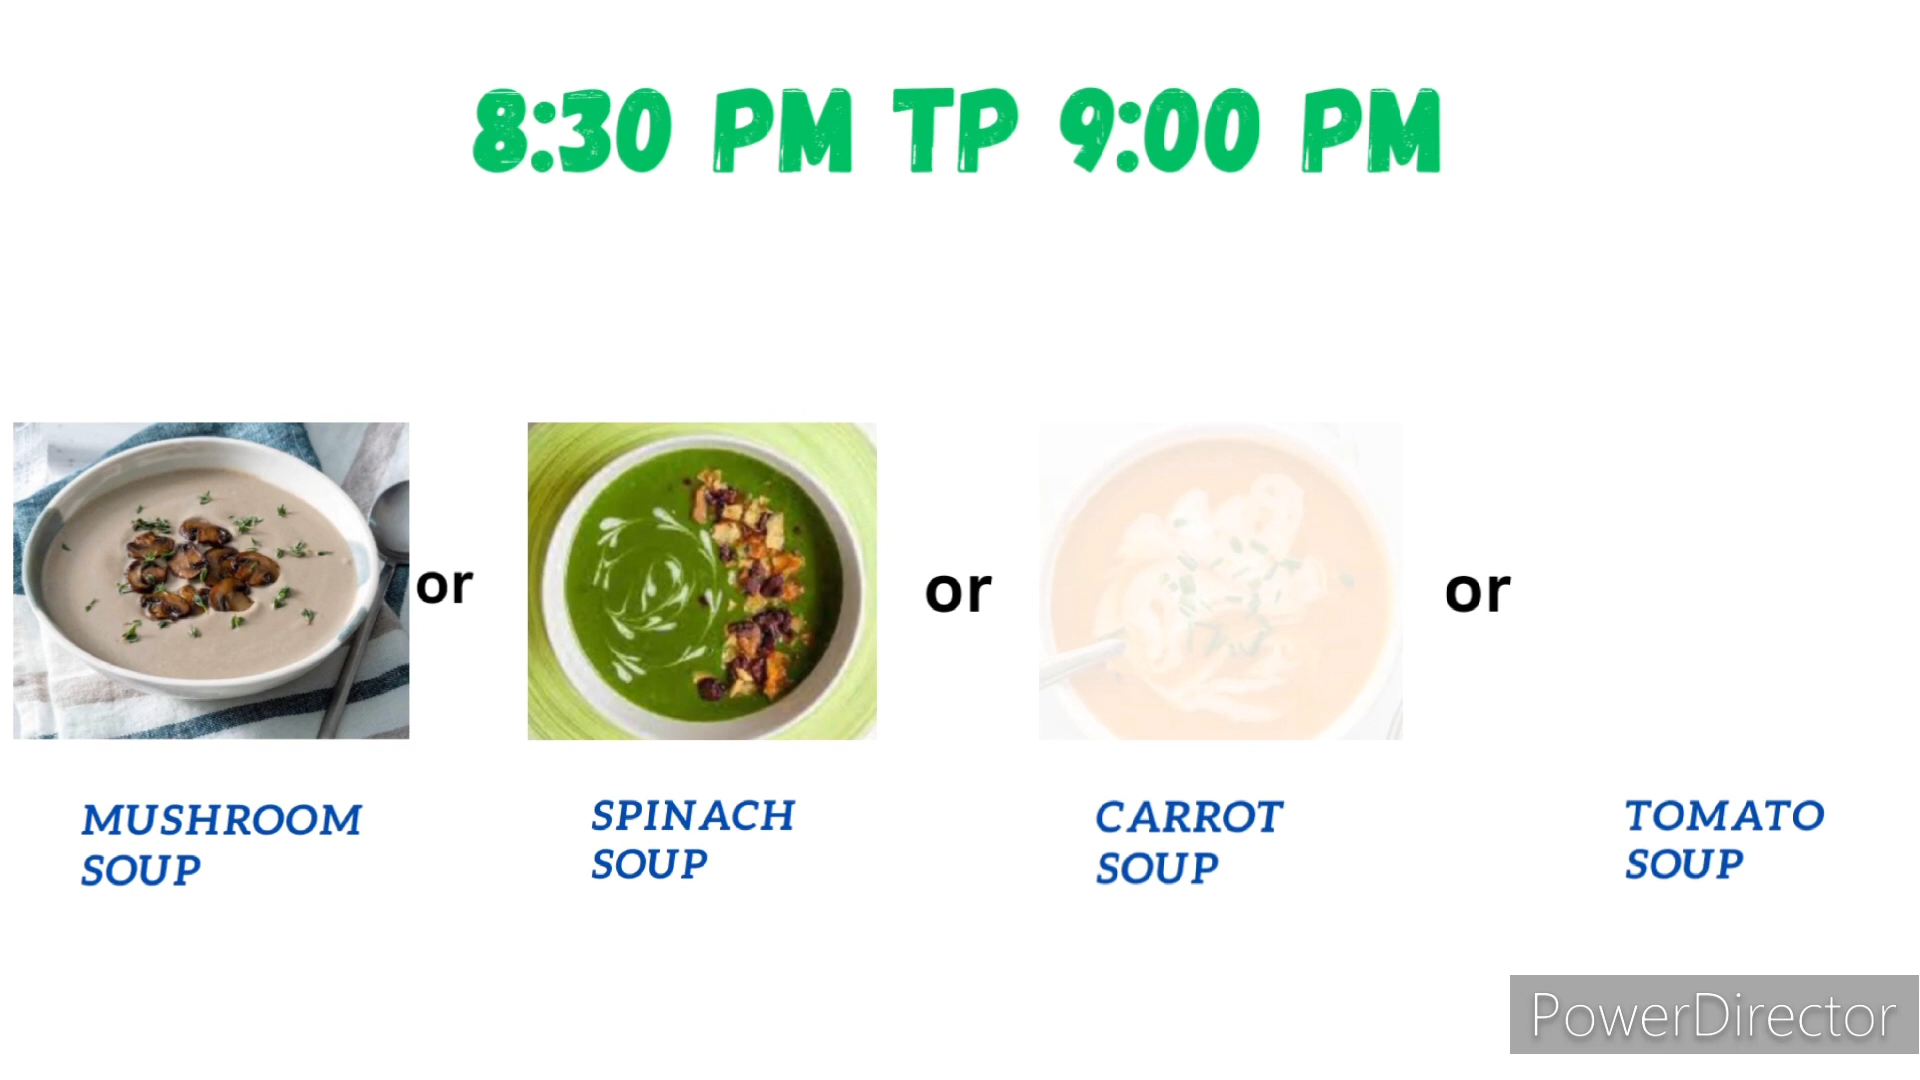 8:30 PM TP 9:00 PM
or
or
or
MUSHROOM
SOUP
SPINACH
SOUP
CARROT
SOUP
TOMATO
SOUP
PowerDirector